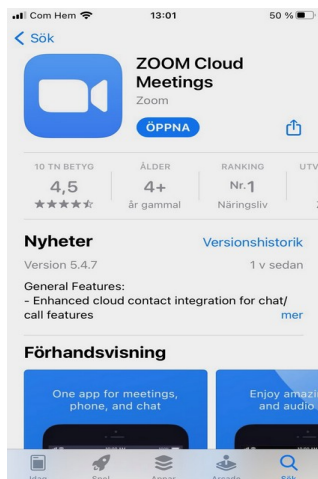 Com Hem 13:01 50 %
Sök
ZOOM Cloud
Meetings
Zoom
ÖPPNA
10 TN BETYG ÅLDER RANKING UTV
4,5 4+ Nr.1
år gammal Näringsliv
Nyheter Versionshistorik
Version 5.4.7 1 v sedan
General Features:
- Enhanced cloud contact integration for chat/
call features mer
Förhandsvisning
One app for meetings,
phone, and chat
Enjoy amazi
and audio
Idag Spel Appar Arcade Sök